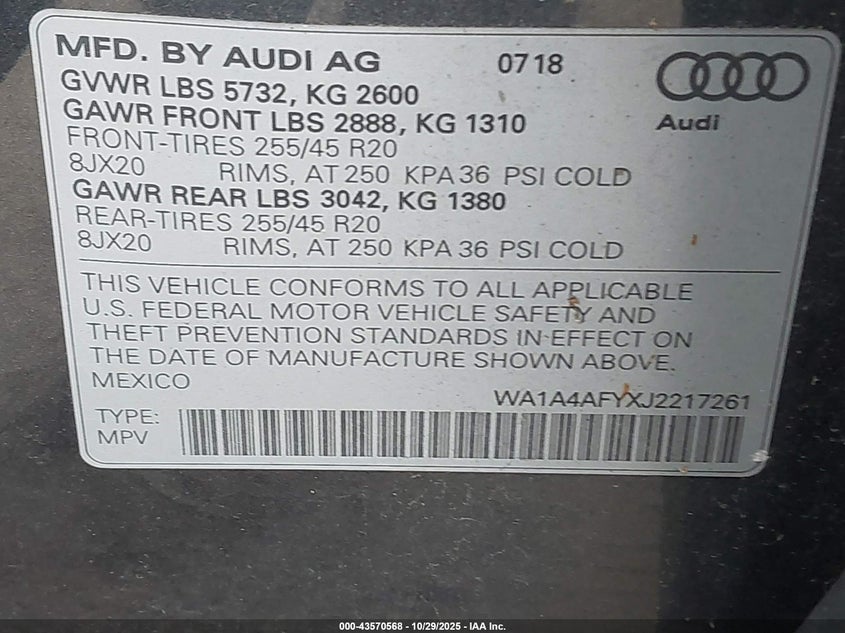 MFD. BY AUDI AG 0718
GVWR LBS 5732, KG 2600
GAWR FRONT LBS 2888, KG 1310
Audi
FRONT-TIRES 255/45 R20
8JX20 RIMS, AT 250 KPA 36 PSI COLD
GAWR REAR LBS 3042, KG 1380
REAR-TIRES 255/45 R20
8JX20 RIMS, AT 250 KPA 36 PSI COLD
THIS VEHICLE CONFORMS TO ALL APPLICABLE
U.S. FEDERAL MOTOR VEHICLE SAFETY AND
THEFT PREVENTION STANDARDS IN EFFECT ON
THE DATE OF MANUFACTURE SHOWN ABOVE.
MEXICO
WA1A4AFYXJ2217261
TYPE:
MPV
000-43570568 - 10/29/2025 - IAA Inc.